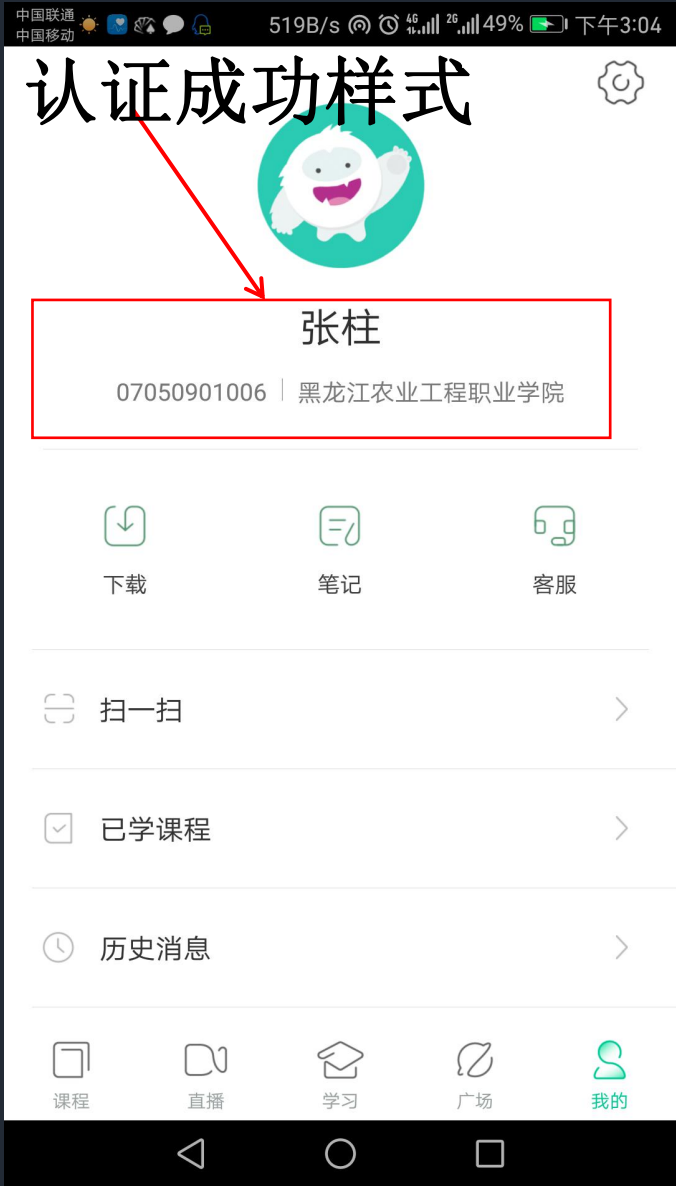 中国联通
中国移动
519B/s 4G 2G 49% 下午3:04
认证成功样式
张柱
07050901006 黑龙江农业工程职业学院
下载 笔记 客服
扫一扫
已学课程
历史消息
课程 直播 学习 广场 我的